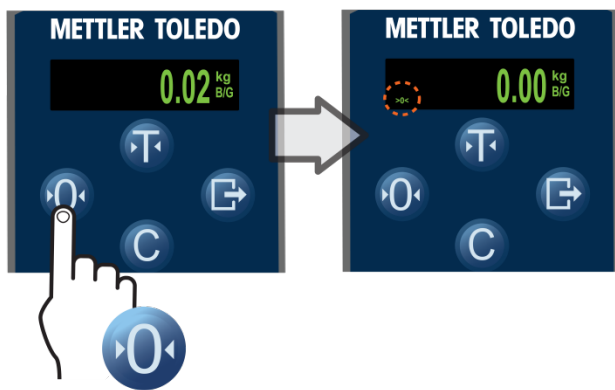 METTLER TOLEDO
0.02 kg B/G
T
0
C
0
METTLER TOLEDO
>0< 0.00 kg B/G
T
0
C